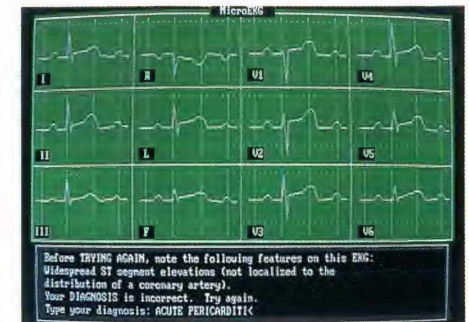 MicroEKG
I R V1 V4
II L V2 V5
III F V3 V6
Before TRYING AGAIN, note the following features on this EKG:
Widespread ST segment elevations (not localized to the
distribution of a coronary artery).
Your DIAGNOSIS is incorrect. Try again.
Type your diagnosis: ACUTE PERICARDITI<